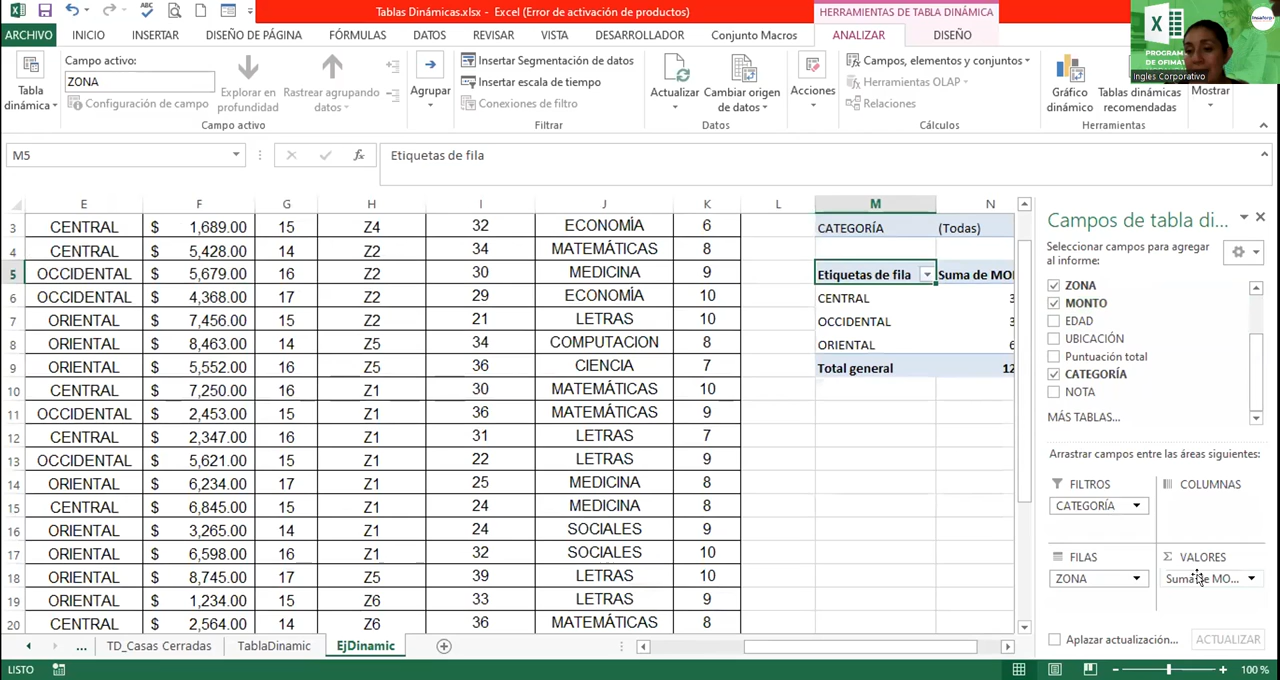 Tablas Dinámicas.xlsx - Excel (Error de activación de productos)
HERRAMIENTAS DE TABLA DINÁMICA
ARCHIVO INICIO INSERTAR DISEÑO DE PÁGINA FÓRMULAS DATOS REVISAR VISTA DESARROLLADOR Conjunto Macros ANALIZAR DISEÑO
Ingles Corporativo
Tabla dinámica
Campo activo:
ZONA
Configuración de campo
Explorar en profundidad
Rastrear agrupando datos
Campo activo
Agrupar
Insertar Segmentación de datos
Insertar escala de tiempo
Conexiones de filtro
Filtrar
Actualizar
Cambiar origen de datos
Datos
Acciones
Campos, elementos y conjuntos
Herramientas OLAP
Relaciones
Cálculos
Gráfico dinámico
Tablas dinámicas recomendadas
Herramientas
Mostrar
M5 fx Etiquetas de fila
E F G H I J K L M N
3 CENTRAL $ 1,689.00 15 Z4 32 ECONOMÍA 6 CATEGORÍA (Todas)
4 CENTRAL $ 5,428.00 14 Z2 34 MATEMÁTICAS 8
5 OCCIDENTAL $ 5,679.00 16 Z2 30 MEDICINA 9 Etiquetas de fila Suma de MO
6 OCCIDENTAL $ 4,368.00 17 Z2 29 ECONOMÍA 10 CENTRAL 3
7 ORIENTAL $ 7,456.00 15 Z2 21 LETRAS 10 OCCIDENTAL 3
8 ORIENTAL $ 8,463.00 14 Z5 34 COMPUTACION 8 ORIENTAL 6
9 ORIENTAL $ 5,552.00 16 Z5 36 CIENCIA 7 Total general 12
10 CENTRAL $ 7,250.00 16 Z1 30 MATEMÁTICAS 10
11 OCCIDENTAL $ 2,453.00 15 Z1 36 MATEMÁTICAS 9
12 CENTRAL $ 2,347.00 16 Z1 31 LETRAS 7
13 OCCIDENTAL $ 5,621.00 15 Z1 22 LETRAS 9
14 ORIENTAL $ 6,234.00 17 Z1 25 MEDICINA 8
15 CENTRAL $ 6,845.00 15 Z1 24 MEDICINA 8
16 ORIENTAL $ 3,265.00 14 Z1 24 SOCIALES 9
17 ORIENTAL $ 6,598.00 16 Z1 32 SOCIALES 10
18 ORIENTAL $ 8,745.00 17 Z5 39 LETRAS 10
19 ORIENTAL $ 1,234.00 15 Z6 33 LETRAS 9
20 CENTRAL $ 2,564.00 14 Z6 36 MATEMÁTICAS 8
Campos de tabla di...
Seleccionar campos para agregar al informe:
ZONA
MONTO
EDAD
UBICACIÓN
Puntuación total
CATEGORÍA
NOTA
MÁS TABLAS...
Arrastrar campos entre las áreas siguientes:
FILTROS COLUMNAS
CATEGORÍA
FILAS Σ VALORES
ZONA Suma de MO...
Aplazar actualización... ACTUALIZAR
... TD_Casas Cerradas TablaDinamic EjDinamic
LISTO 100 %